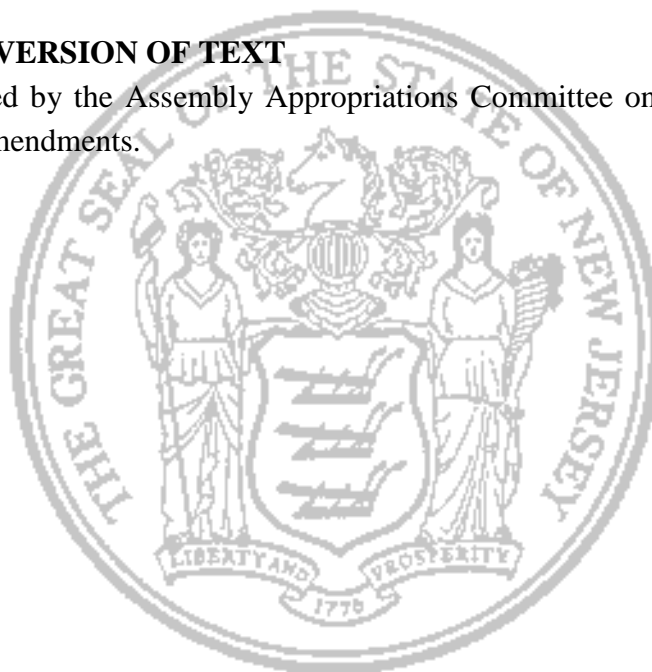 VERSION OF TEXT
ed by the Assembly Appropriations Committee on
mendments.
THE GREAT SEAL OF THE STATE OF NEW JERSEY
LIBERTY AND PROSPERITY
1776